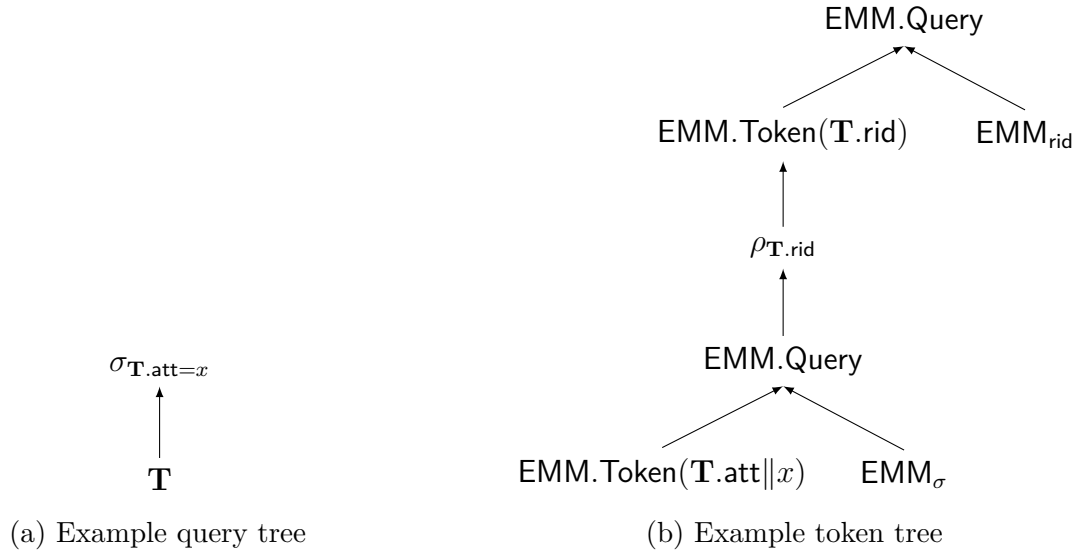 EMM.Query
EMM.Token(T.rid)
EMM_rid
ρ_T.rid
EMM.Query
σ_T.att=x
EMM.Token(T.att∥x)
EMM_σ
T
(a) Example query tree
(b) Example token tree